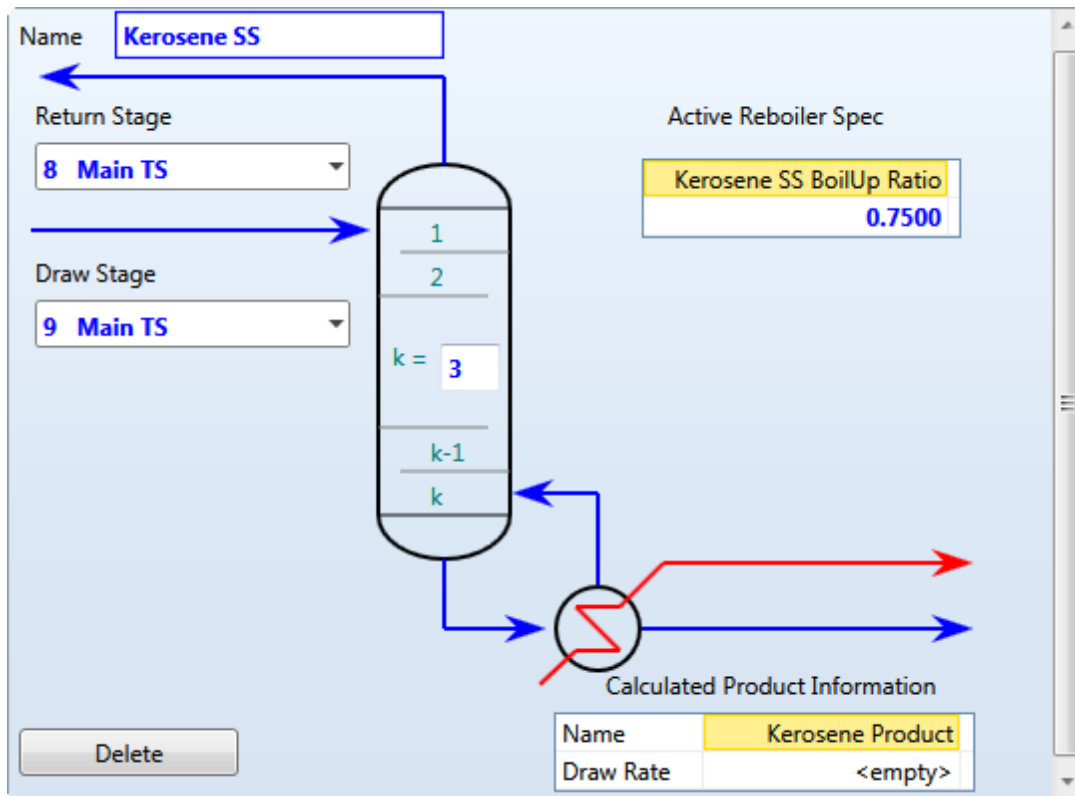 Name Kerosene SS
Return Stage
8 Main TS
Active Reboiler Spec
Kerosene SS BoilUp Ratio
0.7500
Draw Stage
9 Main TS
1
2
k = 3
k-1
k
Calculated Product Information
Name Kerosene Product
Draw Rate <empty>
Delete